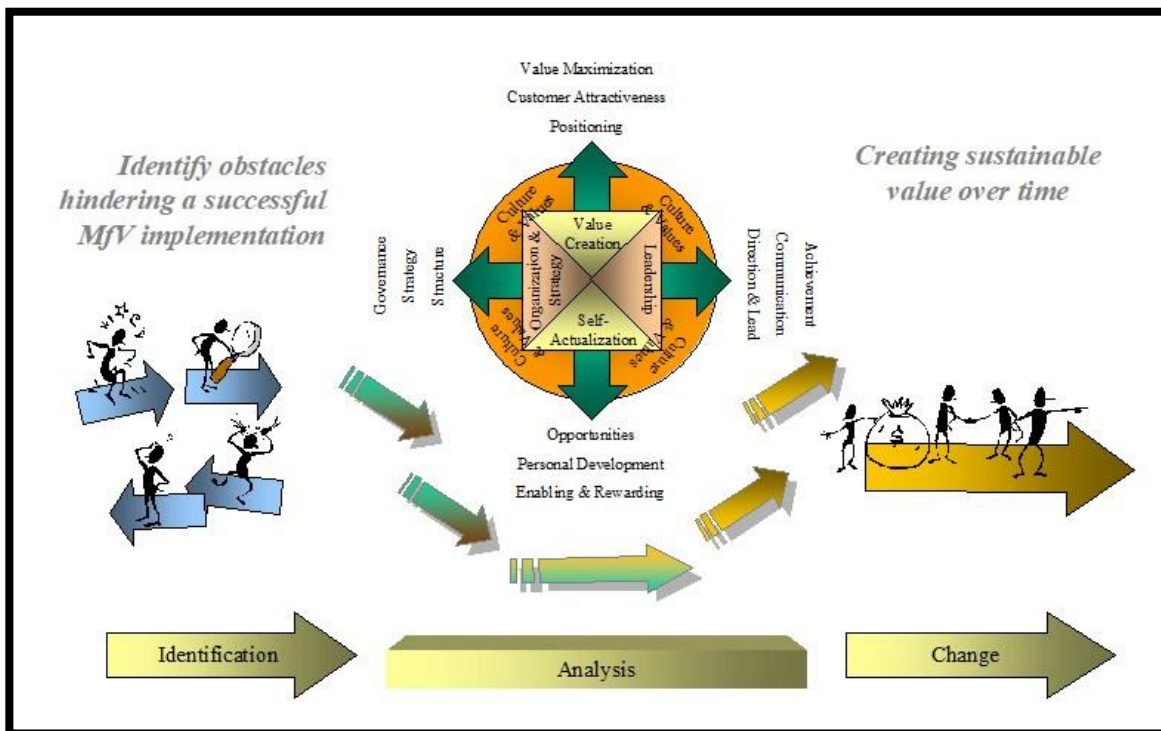 Value Maximization
Customer Attractiveness
Positioning
Identify obstacles
hindering a successful
MfV implementation
Creating sustainable
value over time
Culture
& Values
Culture
& Values
Value
Creation
Governance
Strategy
Structure
Organization &
Strategy
Leadership
Achievement
Communication
Direction & Lead
Self-
Actualization
Culture
& Values
Culture
& Values
$
Opportunities
Personal Development
Enabling & Rewarding
Identification
Analysis
Change